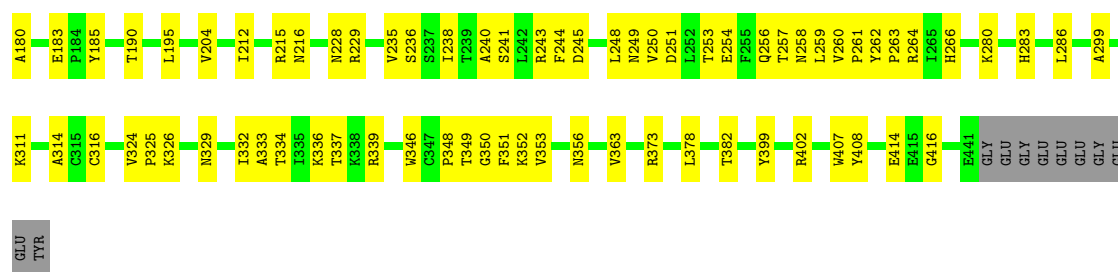 A180 E183 P184 Y185 T190 L195 V204 I212 R215 N216 N228 R229 V235 S236 S237 I238 T239 A240 S241 L242 R243 F244 D245 L248 N249 V250 D251 L252 T253 E254 F255 Q256 T257 N258 L259 V260 P261 Y262 P263 R264 I265 H266 K280 H283 L286 A299
K311 A314 C315 C316 V324 P325 K326 N329 I332 A333 T334 I335 K336 T337 K338 R339 W346 C347 P348 T349 G350 F351 K352 V353 N356 V363 R373 L378 T382 Y399 R402 W407 Y408 E414 E415 G416 E441 GLY GLU GLY GLU GLU GLU GLY GLU
GLU TYR